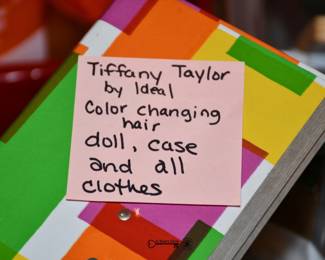 Tiffany Taylor
by Ideal
Color changing
hair
doll, case
and all
clothes